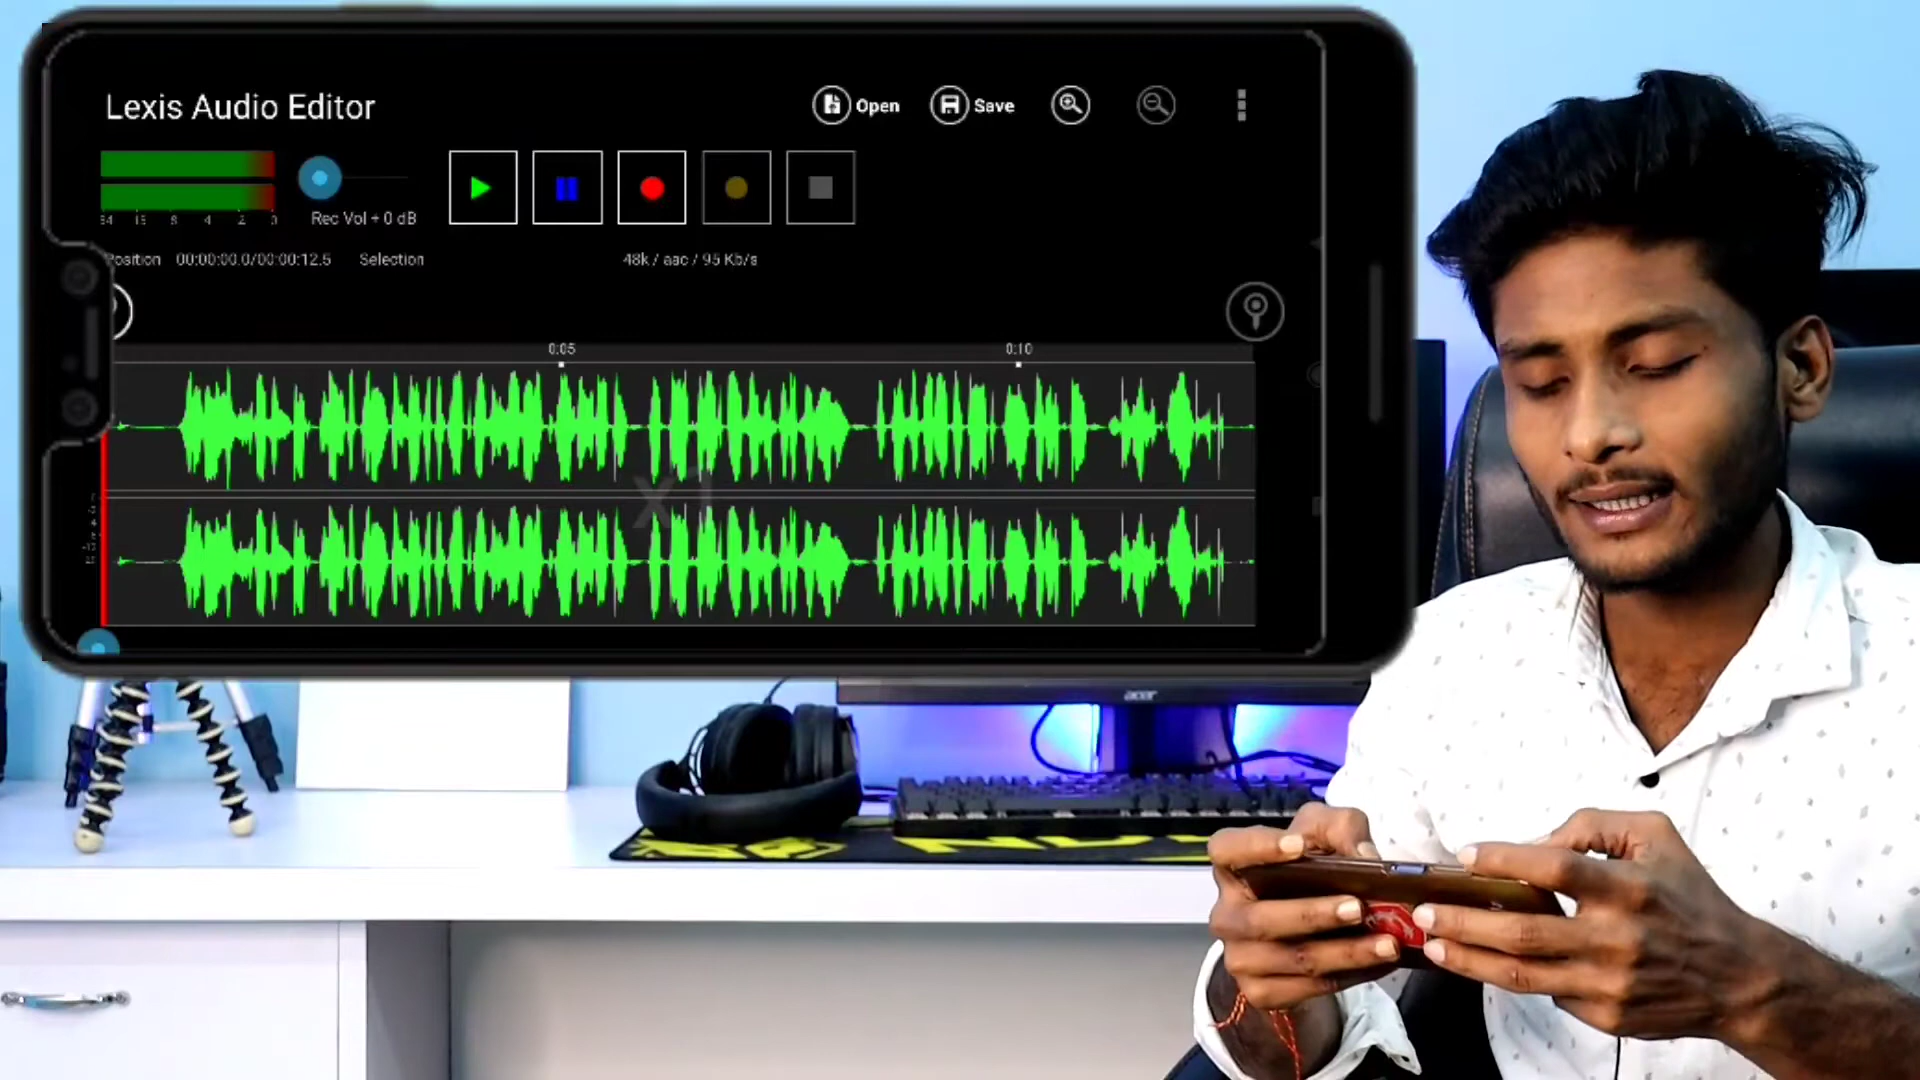 Lexis Audio Editor
Open
Save
Rec Vol + 0 dB
Position 00:00:00.0/00:00:12.5 Selection 48k / aac / 95 Kb/s
0:05 0:10
acer